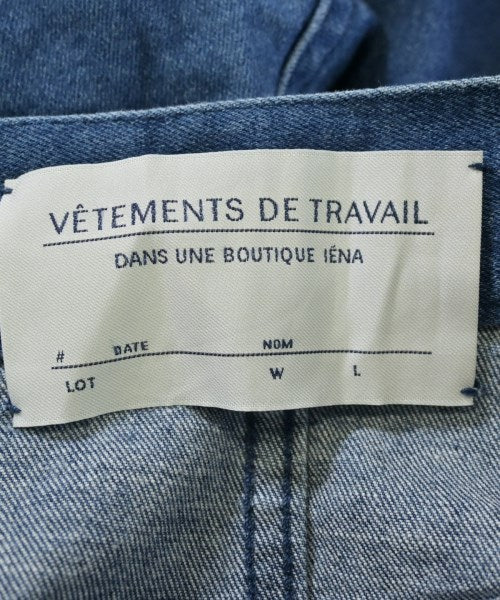 VÊTEMENTS DE TRAVAIL
DANS UNE BOUTIQUE IÉNA
# DATE NOM
LOT W L